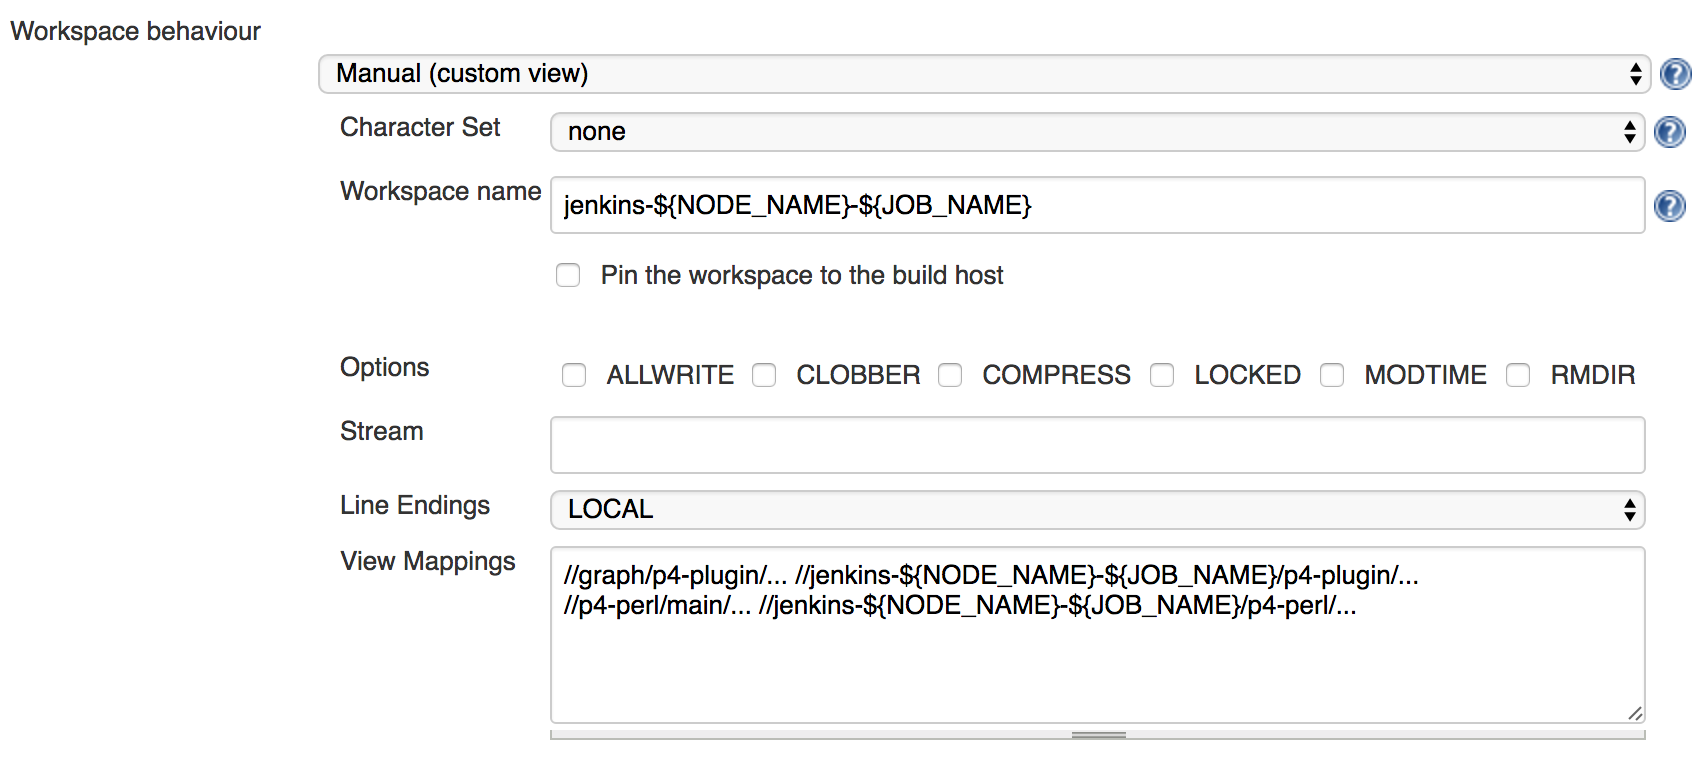 Workspace behaviour
Manual (custom view)
?
Character Set
none
?
Workspace name
jenkins-${NODE_NAME}-${JOB_NAME}
?
Pin the workspace to the build host
Options
ALLWRITE CLOBBER COMPRESS LOCKED MODTIME RMDIR
Stream
Line Endings
LOCAL
View Mappings
//graph/p4-plugin/... //jenkins-${NODE_NAME}-${JOB_NAME}/p4-plugin/...
//p4-perl/main/... //jenkins-${NODE_NAME}-${JOB_NAME}/p4-perl/...